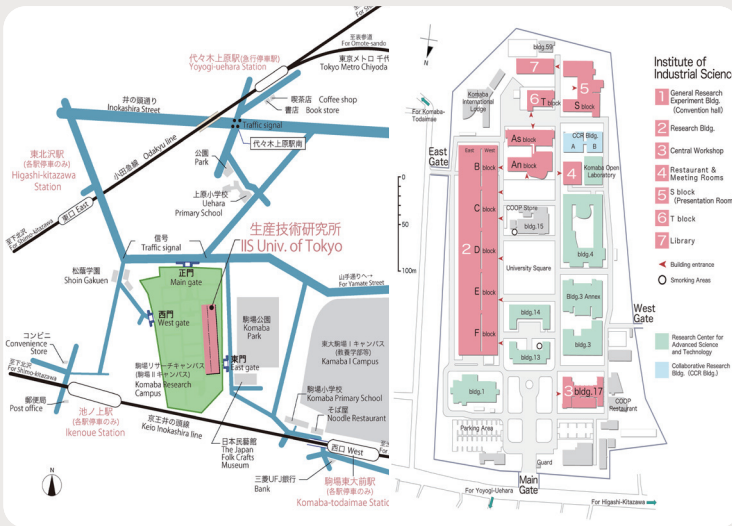 至表参道
For Omote-sando
代々木上原駅(急行停車駅)
Yoyogi-uehara Station
東京メトロ 千代
Tokyo Metro Chiyoda
喫茶店 Coffee shop
書店 Book store
井の頭通り
Inokashira Street
Traffic signal
代々木上原駅南
小田急線 Odakyu line
東北沢駅
(各駅停車のみ)
Higashi-kitazawa
Station
公園
Park
上原小学校
Uehara
Primary School
東口 East
至下北沢
For Shimo-kitazawa
生産技術研究所
IIS Univ. of Tokyo
信号
Traffic signal
松蔭学園
Shoin Gakuen
正門
Main gate
山手通りへ→
For Yamate Street
西門
West gate
駒場公園
Komaba
Park
コンビニ
Convenience
Store
東大駒場Iキャンパス
(教養学部等)
Komaba I Campus
東門
East gate
駒場リサーチキャンパス
(駒場IIキャンパス)
Komaba Research
Campus
至下北沢
For Shimo-kitazawa
駒場小学校
Komaba Primary School
郵便局
Post office
そば屋
Noodle Restaurant
池ノ上駅
(各駅停車のみ)
Ikenoue Station
京王井の頭線
Keio Inokashira line
西口 West
日本民藝館
The Japan
Folk Crafts
Museum
三菱UFJ銀行
Bank
駒場東大前駅
(各駅停車のみ)
Komaba-todaimae Statio
N
N
bldg.59
7
5
S
block
6
T block
Komaba
International
Lodge
For Komaba-
Todaimae
As block
An block
CCR Bldg.
A B
4
Komaba Open
Laboratory
East
Gate
East West
B block
C block
2 D block
E block
F block
COOP Store
bldg.15
University Square
bldg.4
bldg.14
bldg.13
Bldg.3 Annex
bldg.3
West
Gate
bldg.1
3 bldg.17
COOP
Restaurant
Parking Area
Guard
Main
Gate
For Yoyogi-Uehara
For Higashi-Kitazawa
0
50
100m
Institute of
Industrial Science
1 General Research
Experiment Bldg.
(Convention hall)
2 Research Bldg.
3 Central Workshop
4 Restaurant &
Meeting Rooms
5 S block
(Presentation Room
6 T block
7 Library
Building entrance
Smorking Areas
Research Center for
Advanced Science
and Technology
Collaborative Research
Bldg. (CCR Bldg.)